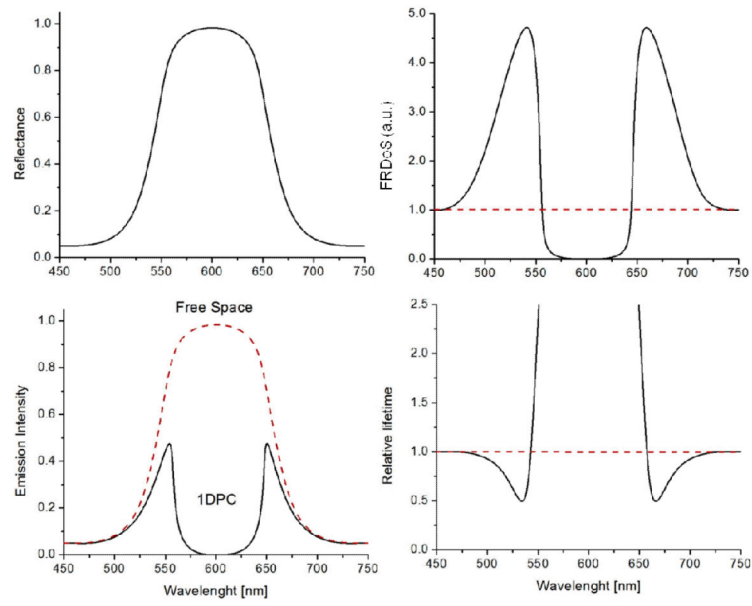 1.0
0.8
0.6
0.4
0.2
0.0
Reflectance
450 500 550 600 650 700 750
5.0
4.0
3.0
2.0
1.0
0.0
FRDoS (a.u.)
450 500 550 600 650 700 750
Free Space
1.0
0.8
0.6
0.4
0.2
0.0
Emission Intensity
1DPC
450 500 550 600 650 700 750
Wavelenght [nm]
2.5
2.0
1.5
1.0
0.5
0.0
Relative lifetime
450 500 550 600 650 700 750
Wavelenght [nm]